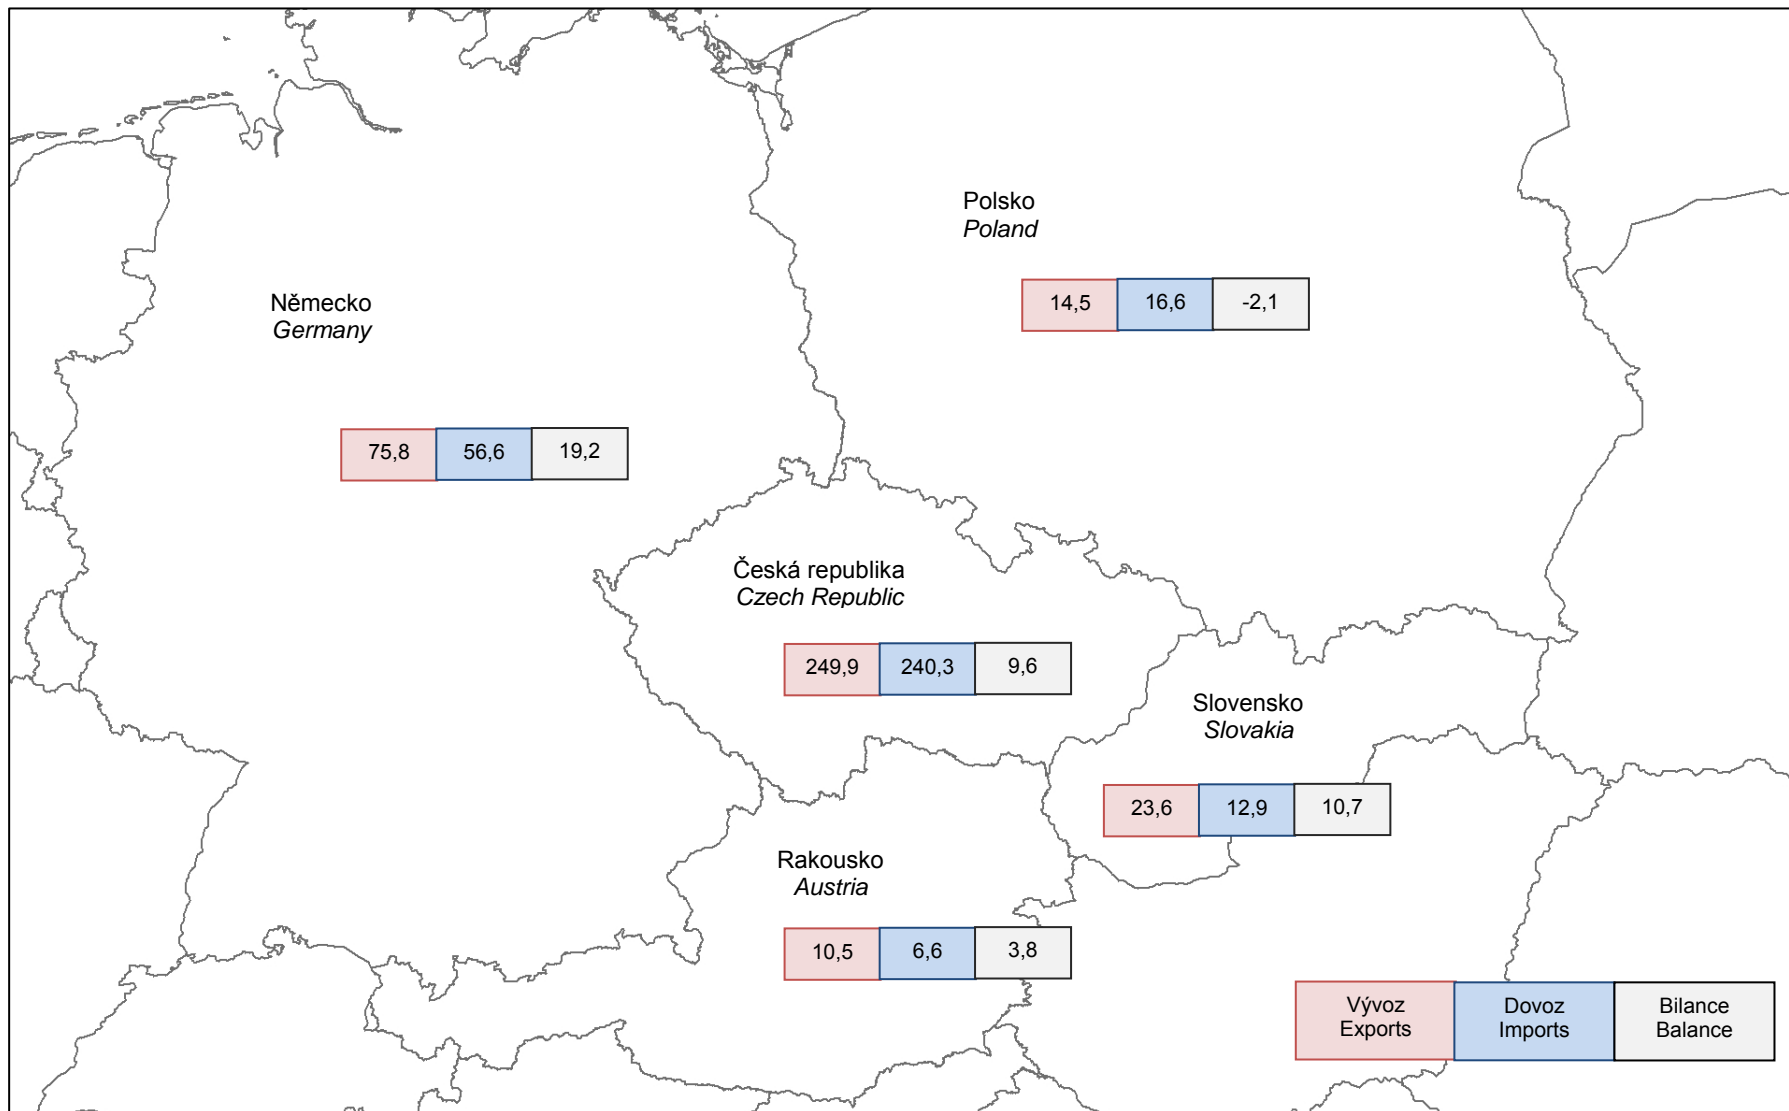 Polsko
Poland
14,5 16,6 -2,1
Německo
Germany
75,8 56,6 19,2
Česká republika
Czech Republic
249,9 240,3 9,6
Slovensko
Slovakia
23,6 12,9 10,7
Rakousko
Austria
10,5 6,6 3,8
Vývoz Dovoz Bilance
Exports Imports Balance